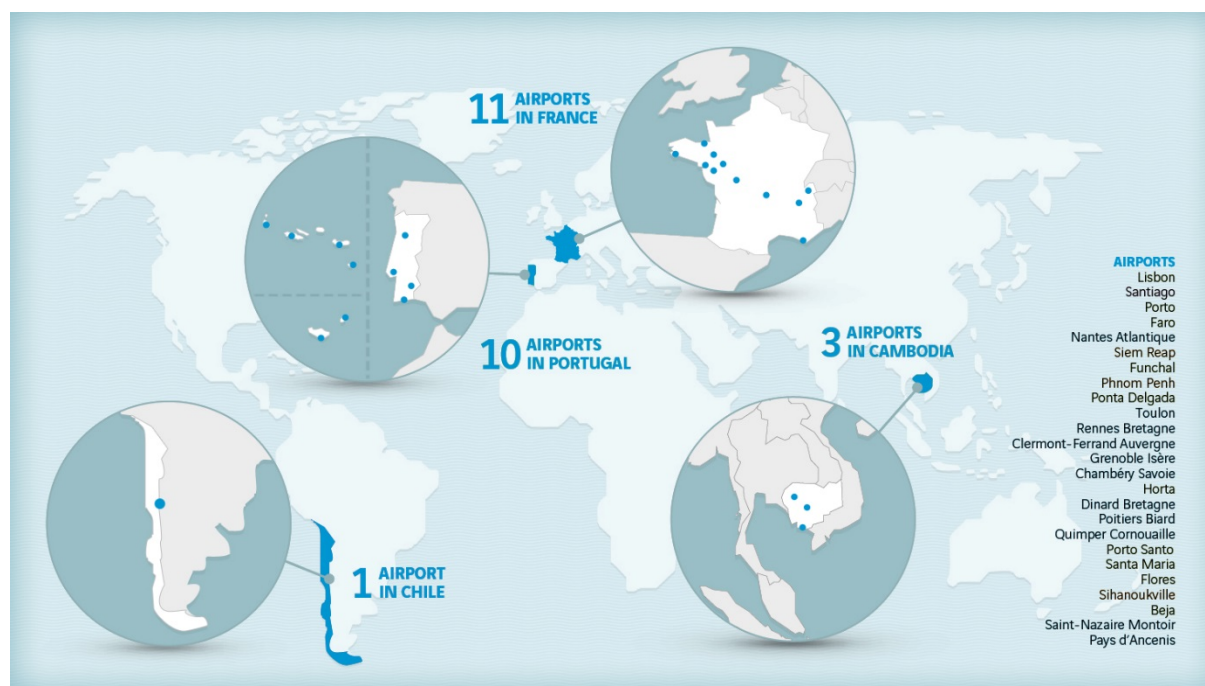 11 AIRPORTS
IN FRANCE
10 AIRPORTS
IN PORTUGAL
3 AIRPORTS
IN CAMBODIA
1 AIRPORT
IN CHILE
AIRPORTS
Lisbon
Santiago
Porto
Faro
Nantes Atlantique
Siem Reap
Funchal
Phnom Penh
Ponta Delgada
Toulon
Rennes Bretagne
Clermont-Ferrand Auvergne
Grenoble Isère
Chambéry Savoie
Horta
Dinard Bretagne
Poitiers Biard
Quimper Cornouaille
Porto Santo
Santa Maria
Flores
Sihanoukville
Beja
Saint-Nazaire Montoir
Pays d'Ancenis